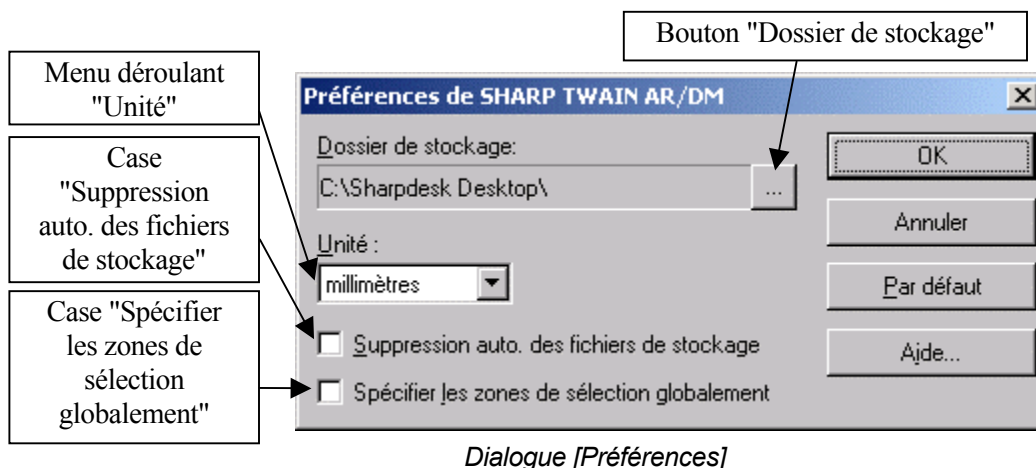 Bouton "Dossier de stockage"
Menu déroulant
"Unité"
Case
"Suppression
auto. des fichiers
de stockage"
Case "Spécifier
les zones de
sélection
globalement"
Préférences de SHARP TWAIN AR/DM
Dossier de stockage:
C:\Sharpdesk Desktop\
...
Unité :
millimètres
Suppression auto. des fichiers de stockage
Spécifier les zones de sélection globalement
OK
Annuler
Par défaut
Aide...
Dialogue [Préférences]